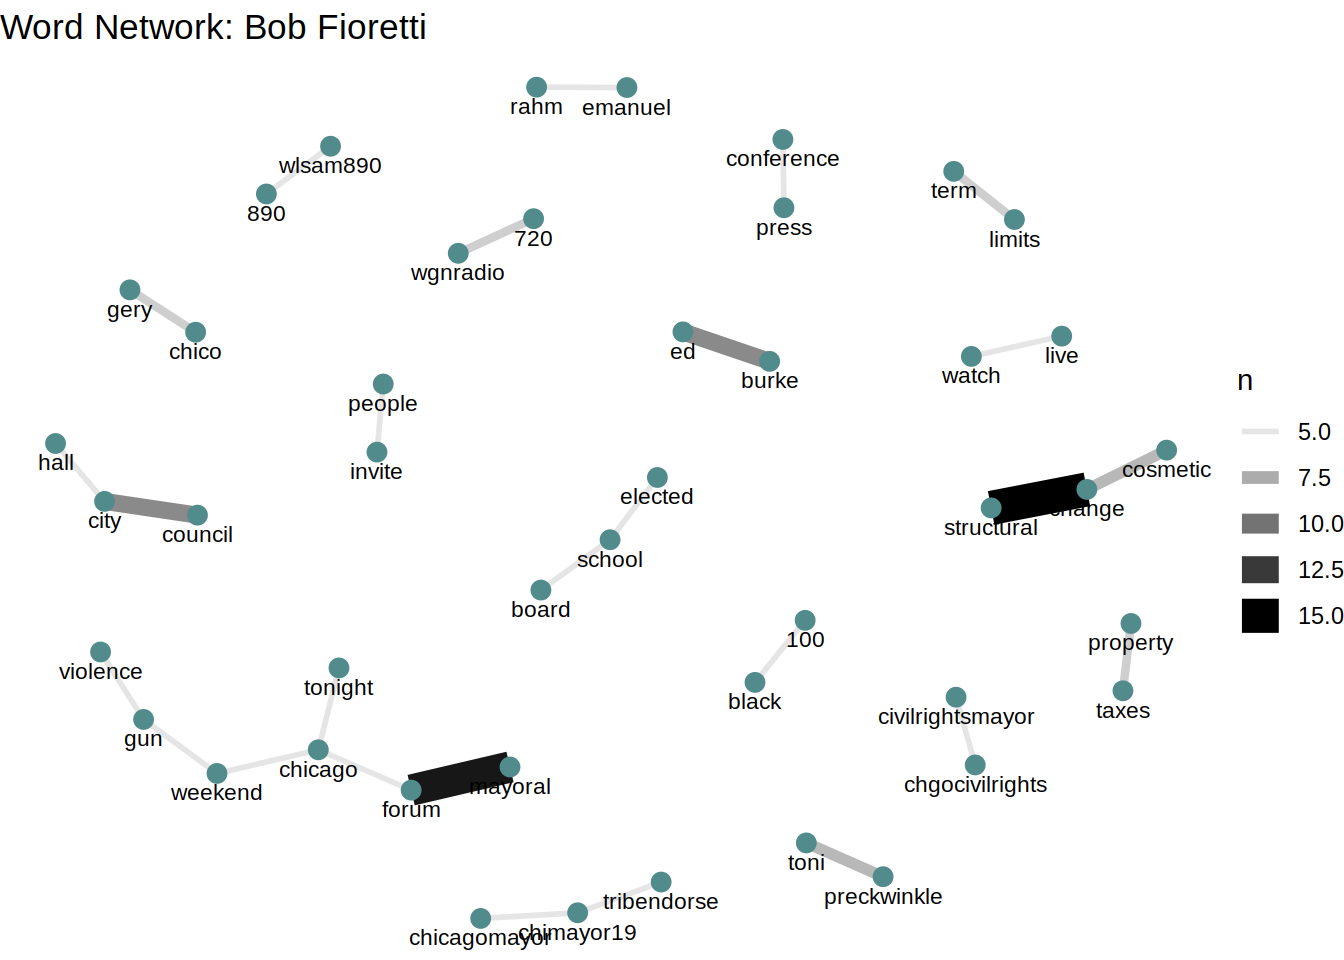 Word Network: Bob Fioretti
rahm
emanuel
wlsam890
890
conference
press
term
limits
720
wgnradio
gery
chico
ed
burke
live
watch
people
invite
hall
city
council
elected
school
board
cosmetic
change
structural
n
5.0
7.5
10.0
12.5
15.0
100
black
property
taxes
violence
gun
weekend
tonight
chicago
forum
mayoral
civilrightsmayor
chgocivilrights
toni
preckwinkle
tribendorse
chimayor19
chicagomayor